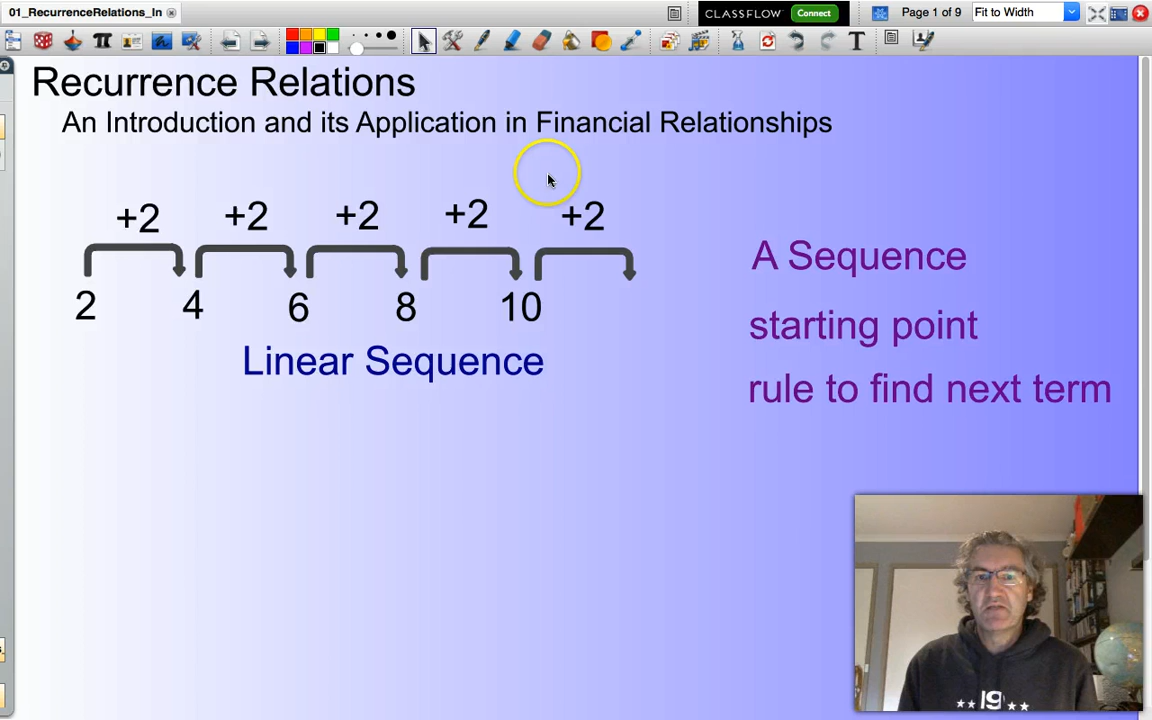 01_RecurrenceRelations_In
CLASSFLOW Connect
Page 1 of 9
Fit to Width
Recurrence Relations
An Introduction and its Application in Financial Relationships
+2 +2 +2 +2 +2
2 4 6 8 10
Linear Sequence
A Sequence
starting point
rule to find next term
19